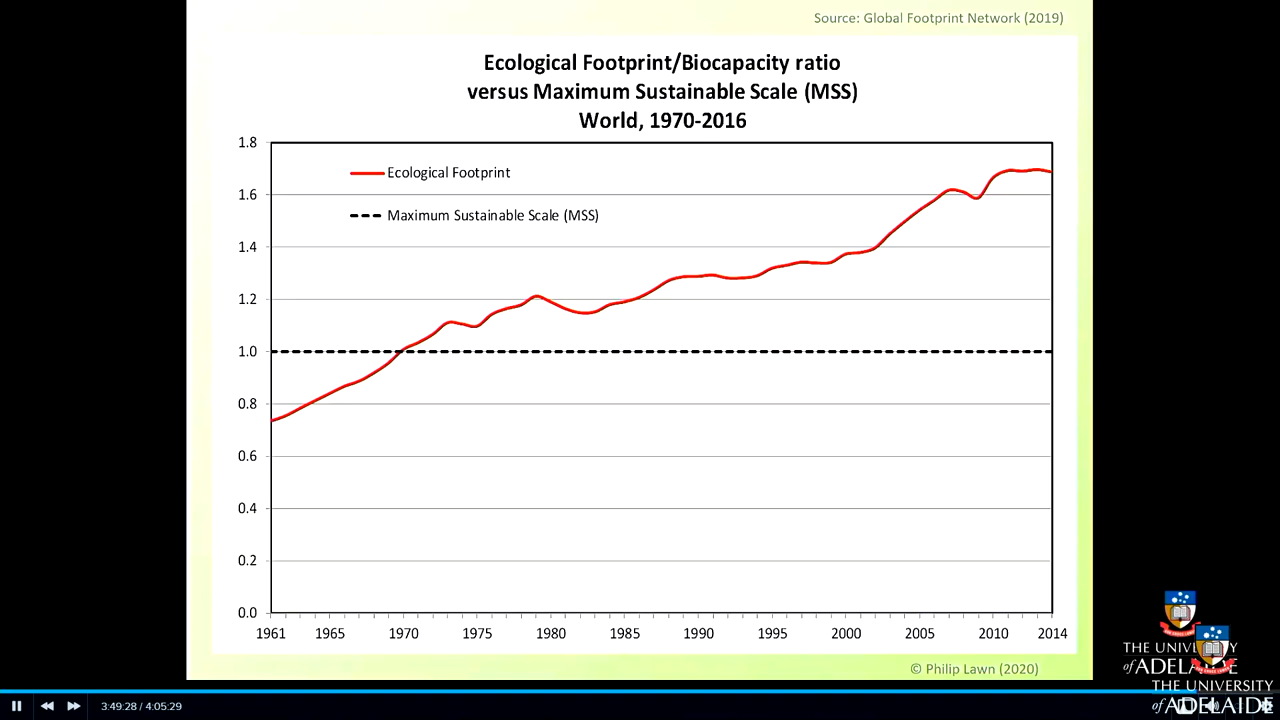 Source: Global Footprint Network (2019)
Ecological Footprint/Biocapacity ratio
versus Maximum Sustainable Scale (MSS)
World, 1970-2016
1.8
Ecological Footprint
1.6
Maximum Sustainable Scale (MSS)
1.4
1.2
1.0
0.8
0.6
0.4
0.2
0.0
1961 1965 1970 1975 1980 1985 1990 1995 2000 2005 2010 2014
© Philip Lawn (2020)
THE UNIVERSITY
of ADELAIDE
THE UNIVERSITY
of ADELAIDE
3:49:28 / 4:05:29